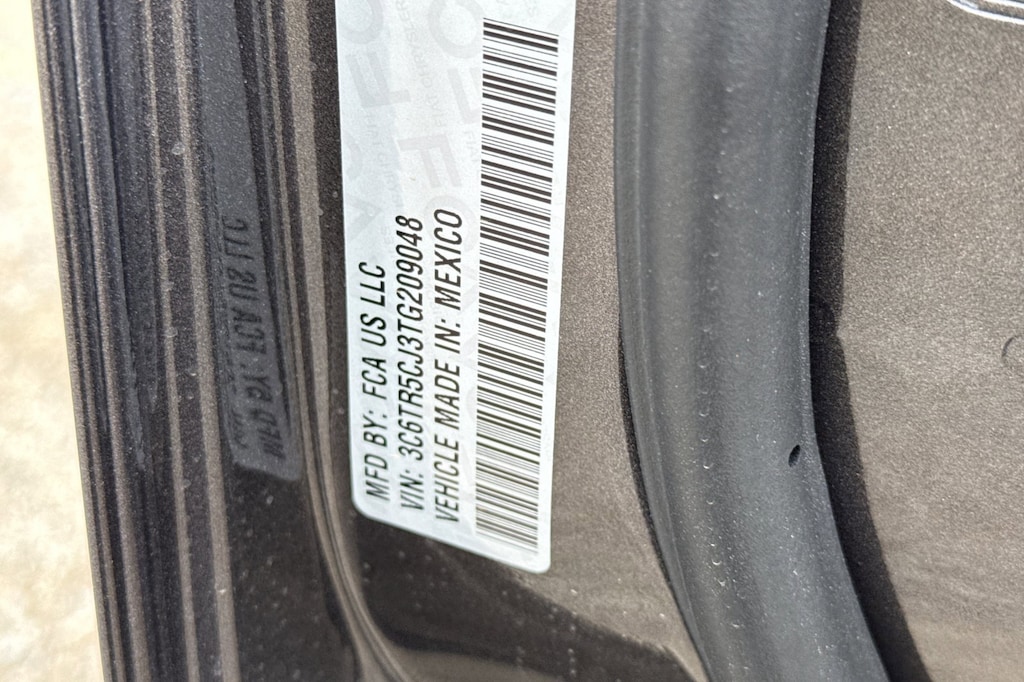 MFD BY: FCA US LLC
VIN: 3C6TR5CJ3TG209048
VEHICLE MADE IN: MEXICO